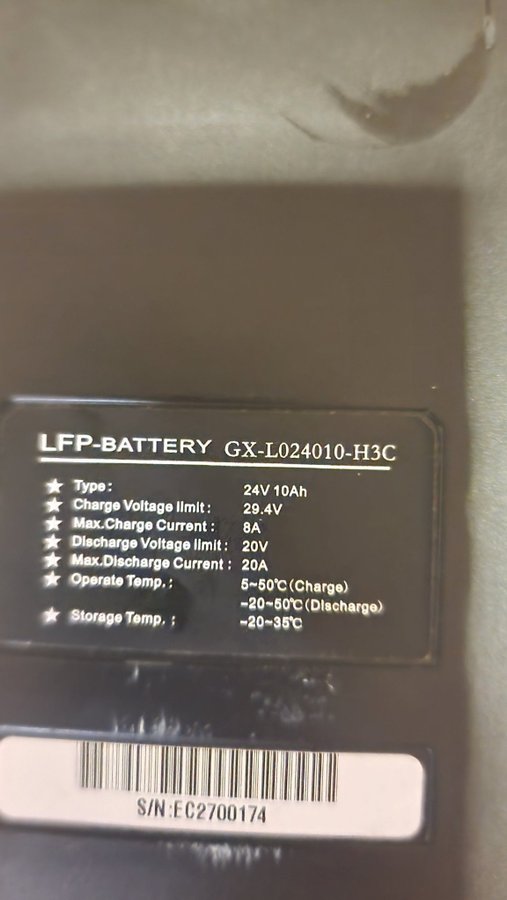 LFP-BATTERY GX-L024010-H3C
★ Type: 24V 10Ah
★ Charge Voltage limit: 29.4V
★ Max.Charge Current: 8A
★ Discharge Voltage limit: 20V
★ Max.Discharge Current: 20A
★ Operate Temp.: 5~50℃(Charge)
-20~50℃(Discharge)
★ Storage Temp.: -20~35℃
S/N:EC2700174